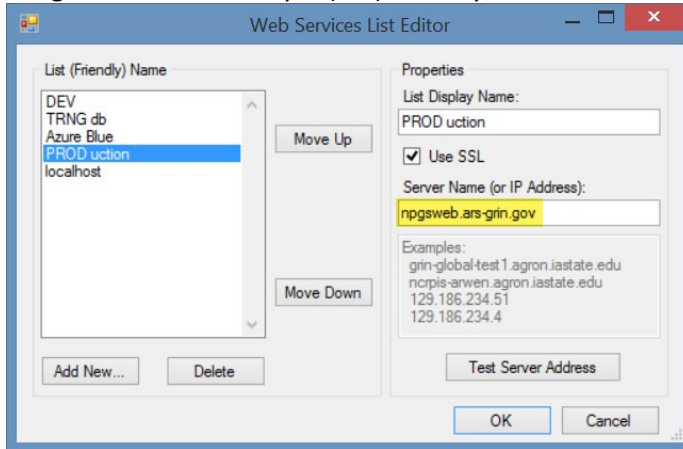 Web Services List Editor
List (Friendly) Name
DEV
TRNG db
Azure Blue
PROD uction
localhost
Move Up
Move Down
Add New...
Delete
Properties
List Display Name:
PROD uction
Use SSL
Server Name (or IP Address):
npgsweb.ars-grin.gov
Examples:
grin-global-test1.agron.iastate.edu
ncrpis-arwen.agron.iastate.edu
129.186.234.51
129.186.234.4
Test Server Address
OK
Cancel